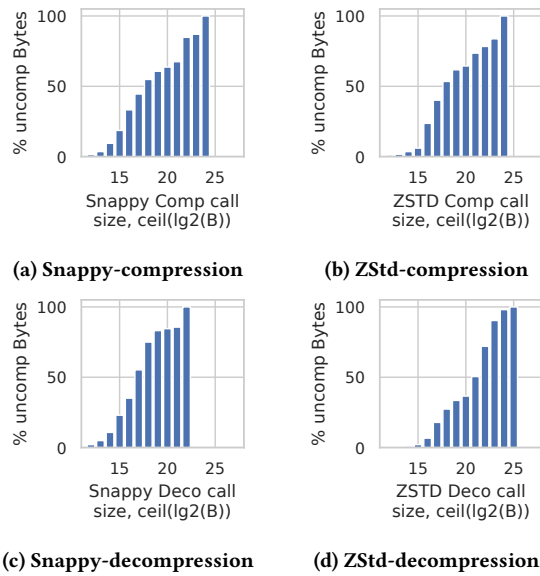 100
50
0
% uncomp Bytes
15 20 25
Snappy Comp call
size, ceil(lg2(B))
(a) Snappy-compression
100
50
0
% uncomp Bytes
15 20 25
ZSTD Comp call
size, ceil(lg2(B))
(b) ZStd-compression
100
50
0
% uncomp Bytes
15 20 25
Snappy Deco call
size, ceil(lg2(B))
(c) Snappy-decompression
100
50
0
% uncomp Bytes
15 20 25
ZSTD Deco call
size, ceil(lg2(B))
(d) ZStd-decompression